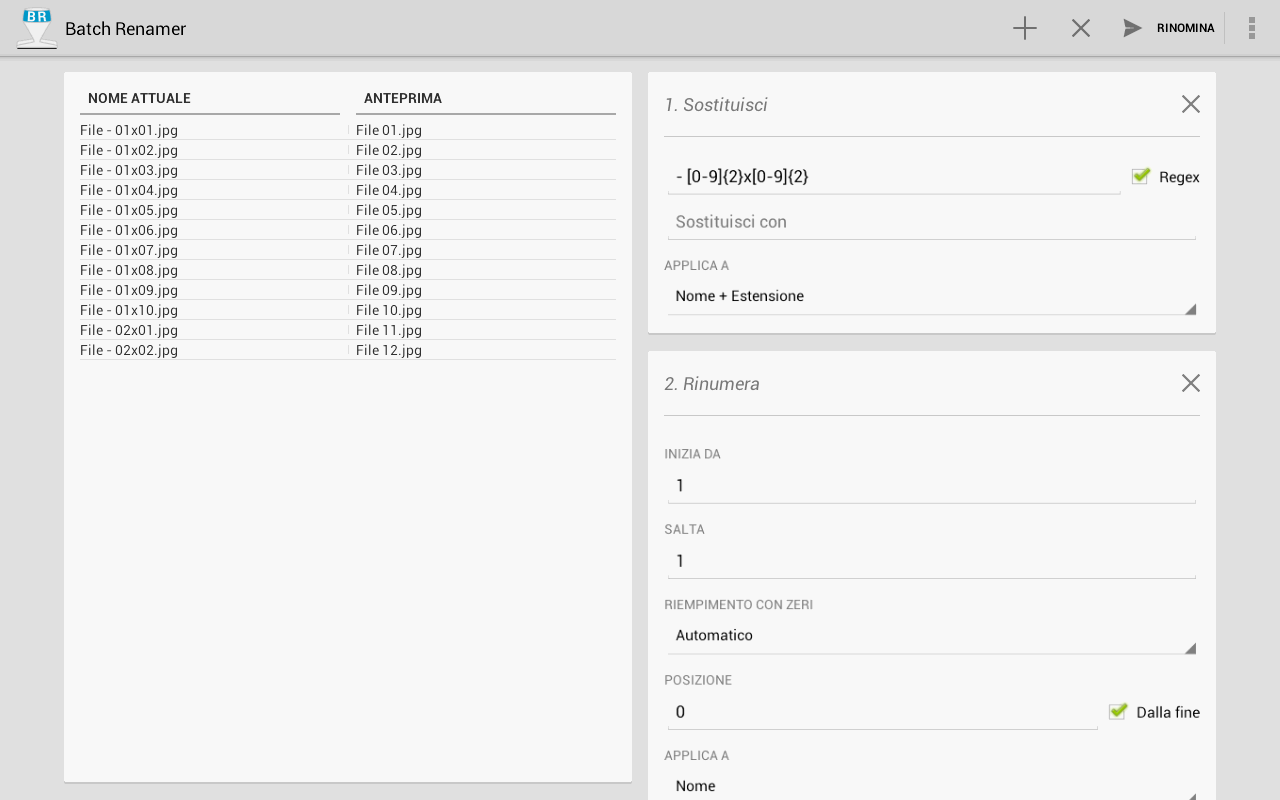 BR
Batch Renamer
RINOMINA
NOME ATTUALE ANTEPRIMA
File - 01x01.jpg File 01.jpg
File - 01x02.jpg File 02.jpg
File - 01x03.jpg File 03.jpg
File - 01x04.jpg File 04.jpg
File - 01x05.jpg File 05.jpg
File - 01x06.jpg File 06.jpg
File - 01x07.jpg File 07.jpg
File - 01x08.jpg File 08.jpg
File - 01x09.jpg File 09.jpg
File - 01x10.jpg File 10.jpg
File - 02x01.jpg File 11.jpg
File - 02x02.jpg File 12.jpg
1. Sostituisci
- [0-9]{2}x[0-9]{2} Regex
Sostituisci con
APPLICA A
Nome + Estensione
2. Rinumera
INIZIA DA
1
SALTA
1
RIEMPIMENTO CON ZERI
Automatico
POSIZIONE
0 Dalla fine
APPLICA A
Nome